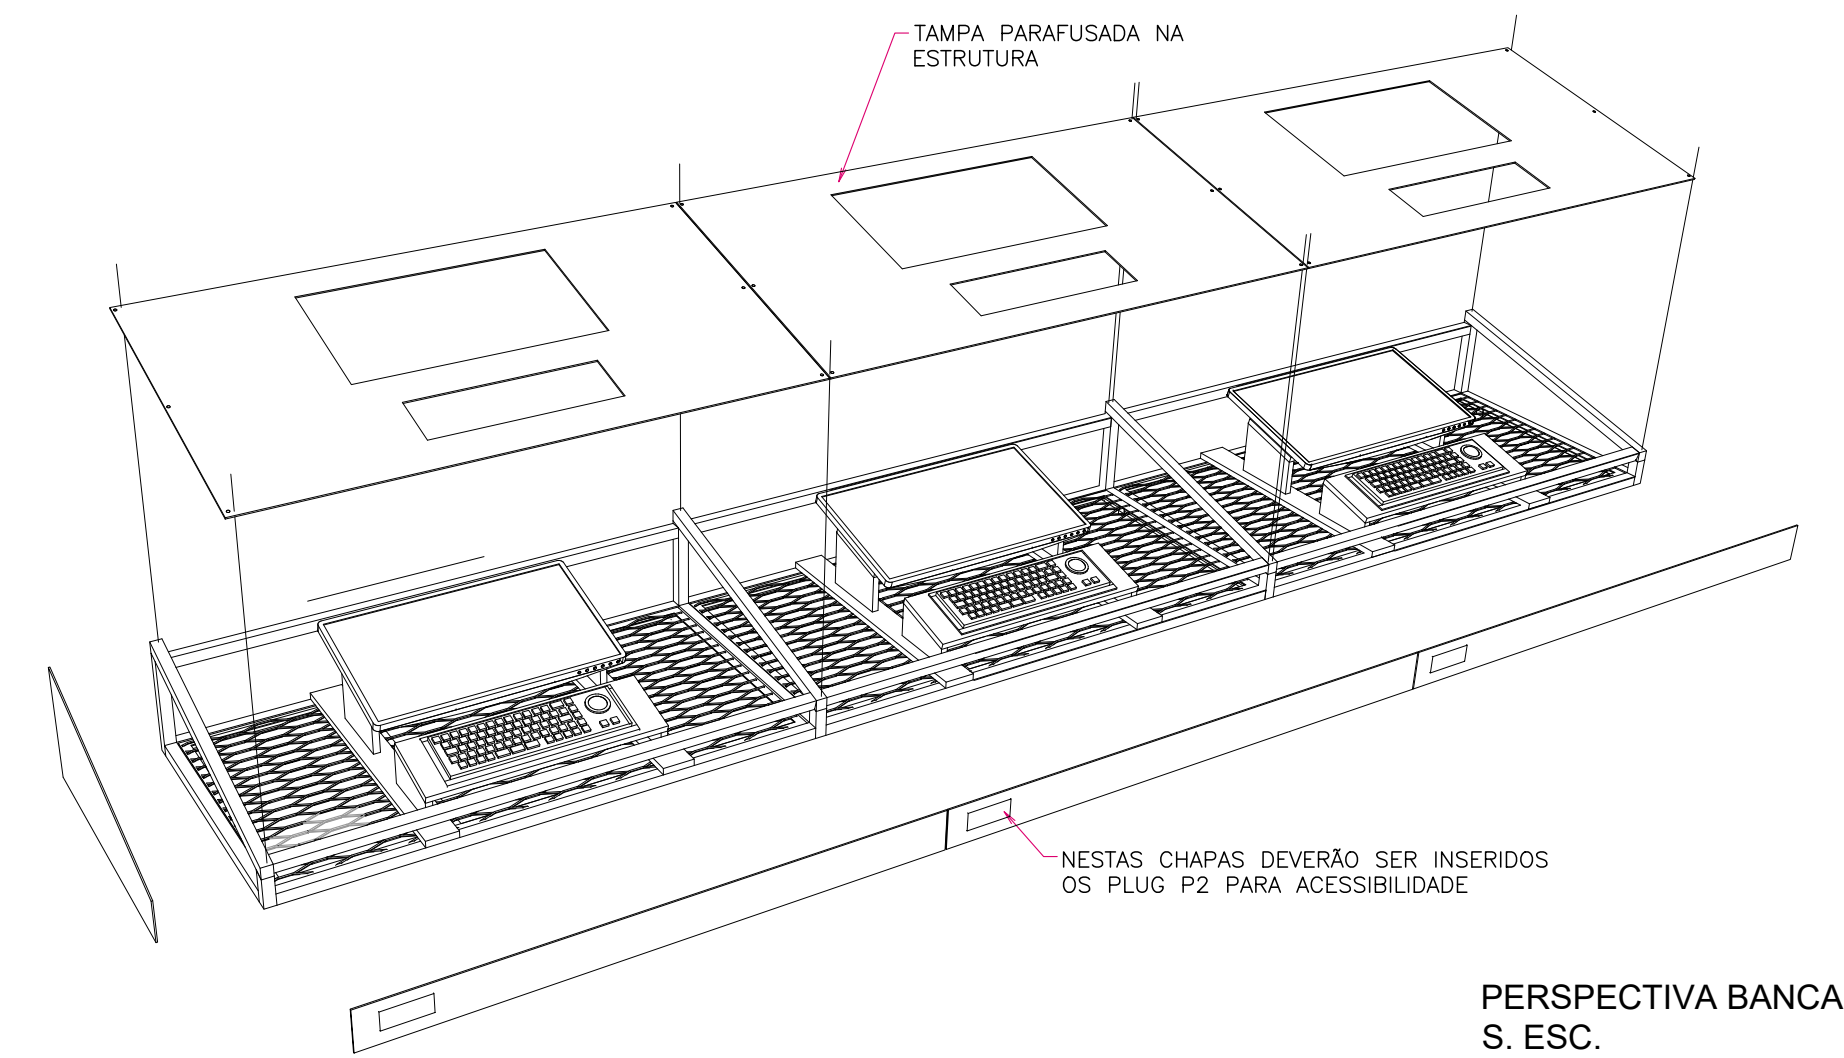 TAMPA PARAFUSADA NA
ESTRUTURA
NESTAS CHAPAS DEVERÃO SER INSERIDOS
OS PLUG P2 PARA ACESSIBILIDADE
PERSPECTIVA BANCA
S. ESC.